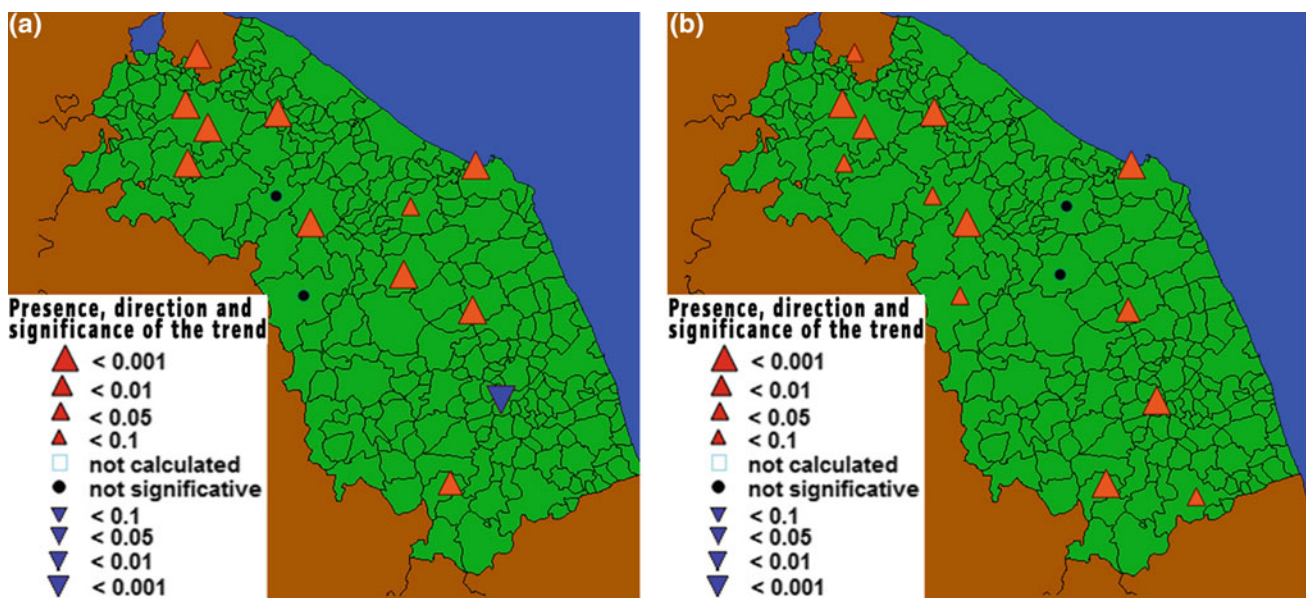 (a)
Presence, direction and
significance of the trend
< 0.001
< 0.01
< 0.05
< 0.1
not calculated
not significative
< 0.1
< 0.05
< 0.01
< 0.001
(b)
Presence, direction and
significance of the trend
< 0.001
< 0.01
< 0.05
< 0.1
not calculated
not significative
< 0.1
< 0.05
< 0.01
< 0.001